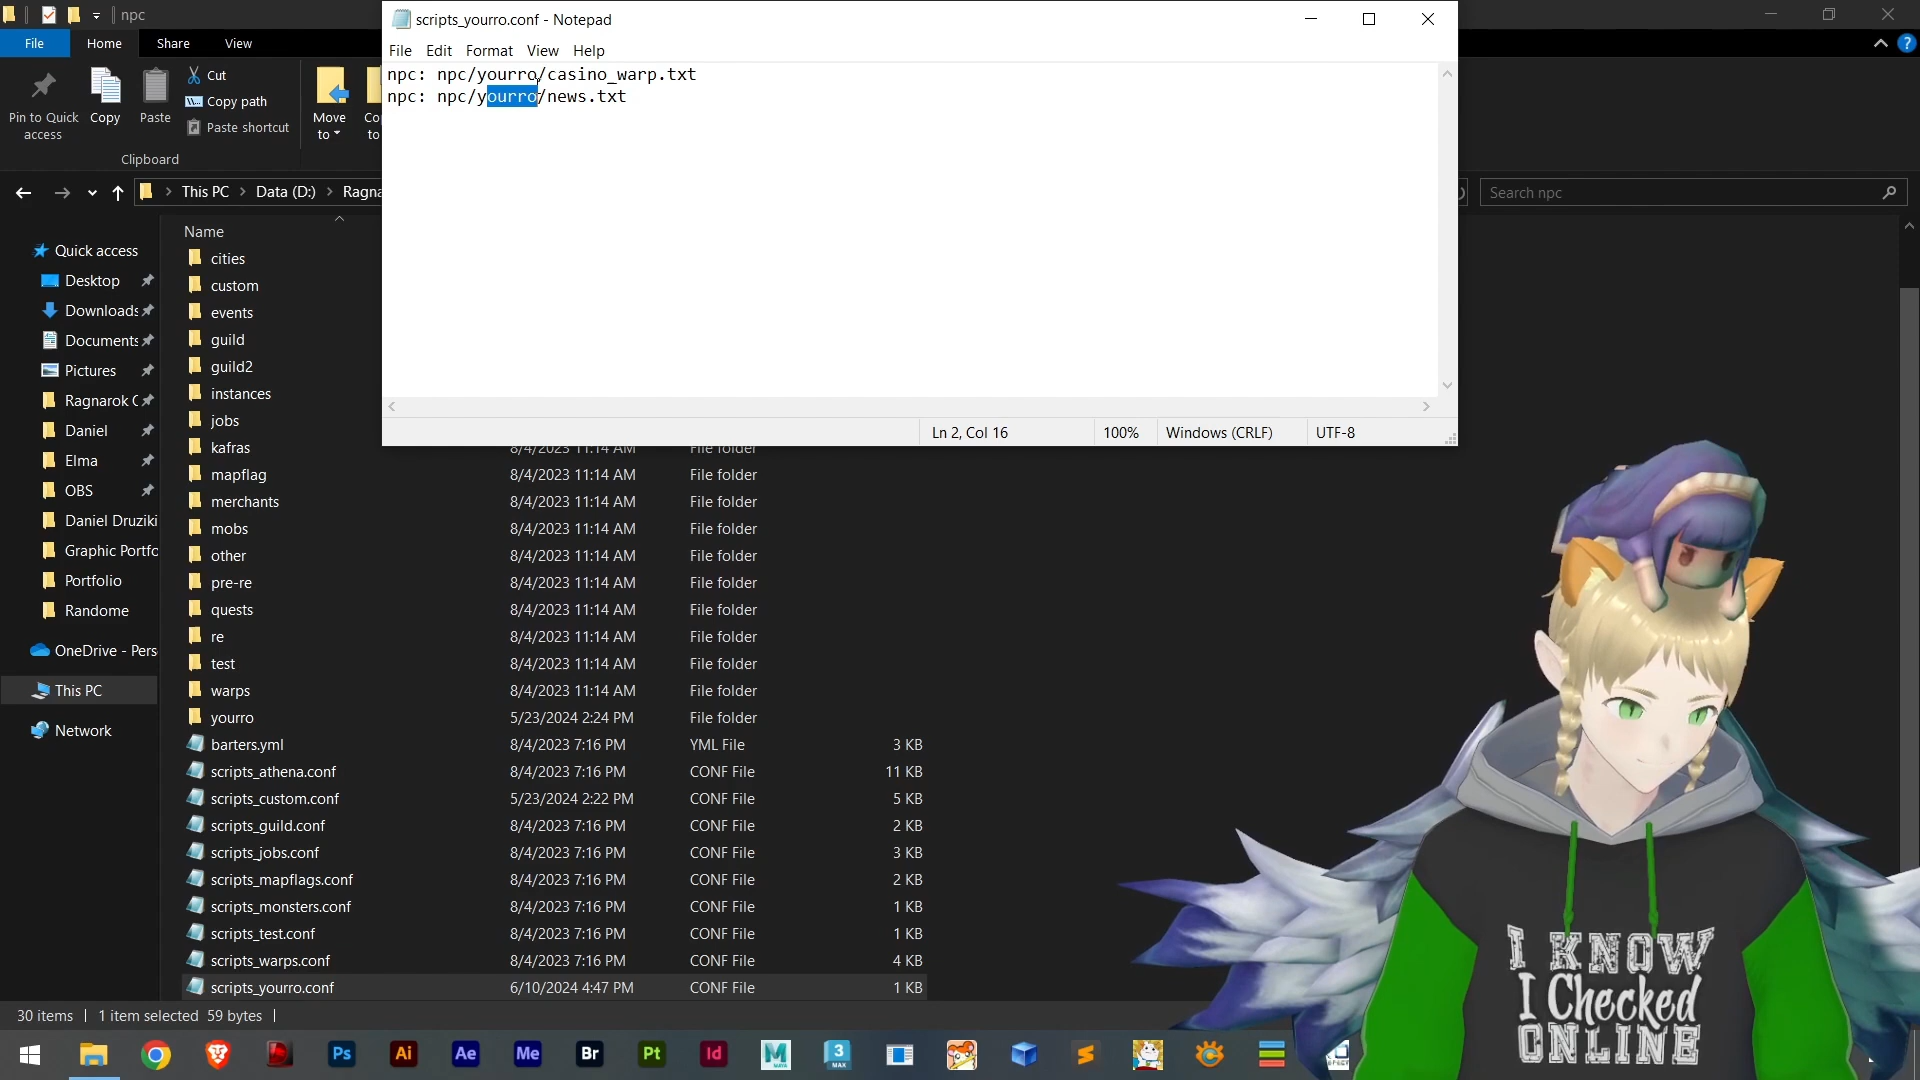 npc
scripts_yourro.conf - Notepad
File Home Share View
File Edit Format View Help
npc: npc/yourro/casino_warp.txt
npc: npc/yourro/news.txt
Pin to Quick access
Copy
Paste
Cut
Copy path
Paste shortcut
Move to
Clipboard
This PC Data (D:)
Search npc
Ln 2, Col 16 100% Windows (CRLF) UTF-8
Quick access
Desktop
Downloads
Documents
Pictures
Daniel
Elma
OBS
Portfolio
Randome
This PC
Network
Name
cities
custom
events
guild
guild2
instances
jobs
kafras 8/4/2023 11:14 AM File folder
mapflag 8/4/2023 11:14 AM File folder
merchants 8/4/2023 11:14 AM File folder
mobs 8/4/2023 11:14 AM File folder
other 8/4/2023 11:14 AM File folder
pre-re 8/4/2023 11:14 AM File folder
quests 8/4/2023 11:14 AM File folder
re 8/4/2023 11:14 AM File folder
test 8/4/2023 11:14 AM File folder
warps 8/4/2023 11:14 AM File folder
yourro 5/23/2024 2:24 PM File folder
barters.yml 8/4/2023 7:16 PM YML File 3 KB
scripts_athena.conf 8/4/2023 7:16 PM CONF File 11 KB
scripts_custom.conf 5/23/2024 2:22 PM CONF File 5 KB
scripts_guild.conf 8/4/2023 7:16 PM CONF File 2 KB
scripts_jobs.conf 8/4/2023 7:16 PM CONF File 3 KB
scripts_mapflags.conf 8/4/2023 7:16 PM CONF File 2 KB
scripts_monsters.conf 8/4/2023 7:16 PM CONF File 1 KB
scripts_test.conf 8/4/2023 7:16 PM CONF File 1 KB
scripts_warps.conf 8/4/2023 7:16 PM CONF File 4 KB
scripts_yourro.conf 6/10/2024 4:47 PM CONF File 1 KB
30 items 1 item selected 59 bytes
I KNOW
I Checked
ONLINE
Ps Ai Ae Me Br Pt Id
3
MAX